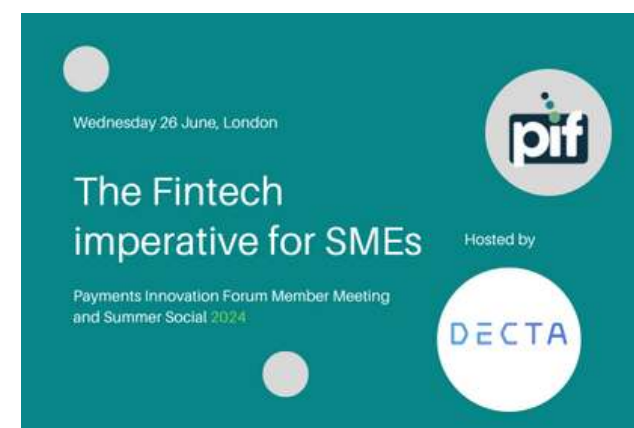 Wednesday 26 June, London
pif
The Fintech
imperative for SMEs
Hosted by
Payments Innovation Forum Member Meeting
and Summer Social 2024
DECTA